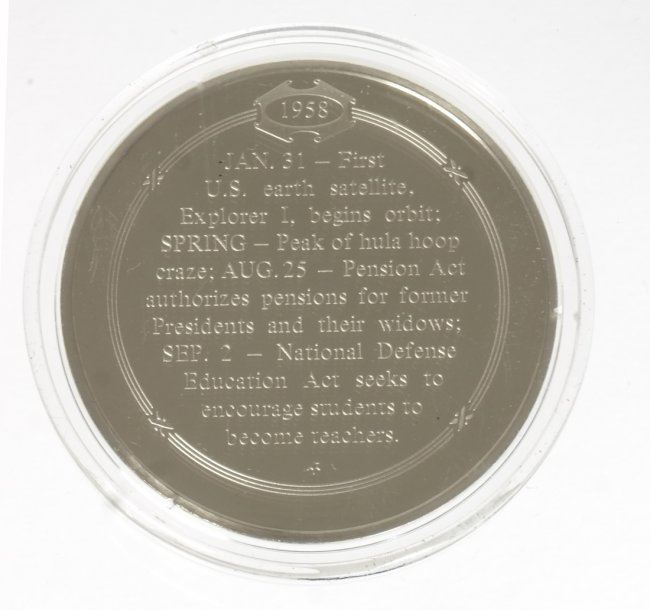 1958
JAN. 31 – First
U.S. earth satellite,
Explorer I, begins orbit;
SPRING – Peak of hula hoop
craze; AUG. 25 – Pension Act
authorizes pensions for former
Presidents and their widows;
SEP. 2 – National Defense
Education Act seeks to
encourage students to
become teachers.